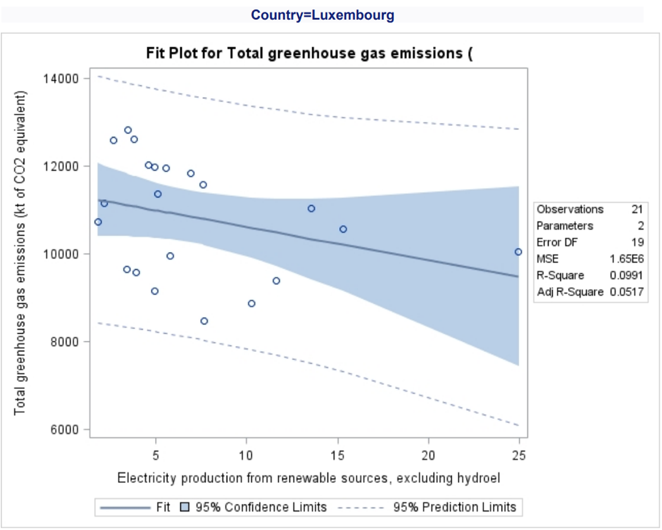 Country=Luxembourg
Fit Plot for Total greenhouse gas emissions (
Total greenhouse gas emissions (kt of CO2 equivalent)
14000
12000
10000
8000
6000
5
10
15
20
25
Electricity production from renewable sources, excluding hydroel
Observations 21
Parameters 2
Error DF 19
MSE 1.65E6
R-Square 0.0991
Adj R-Square 0.0517
Fit 95% Confidence Limits 95% Prediction Limits